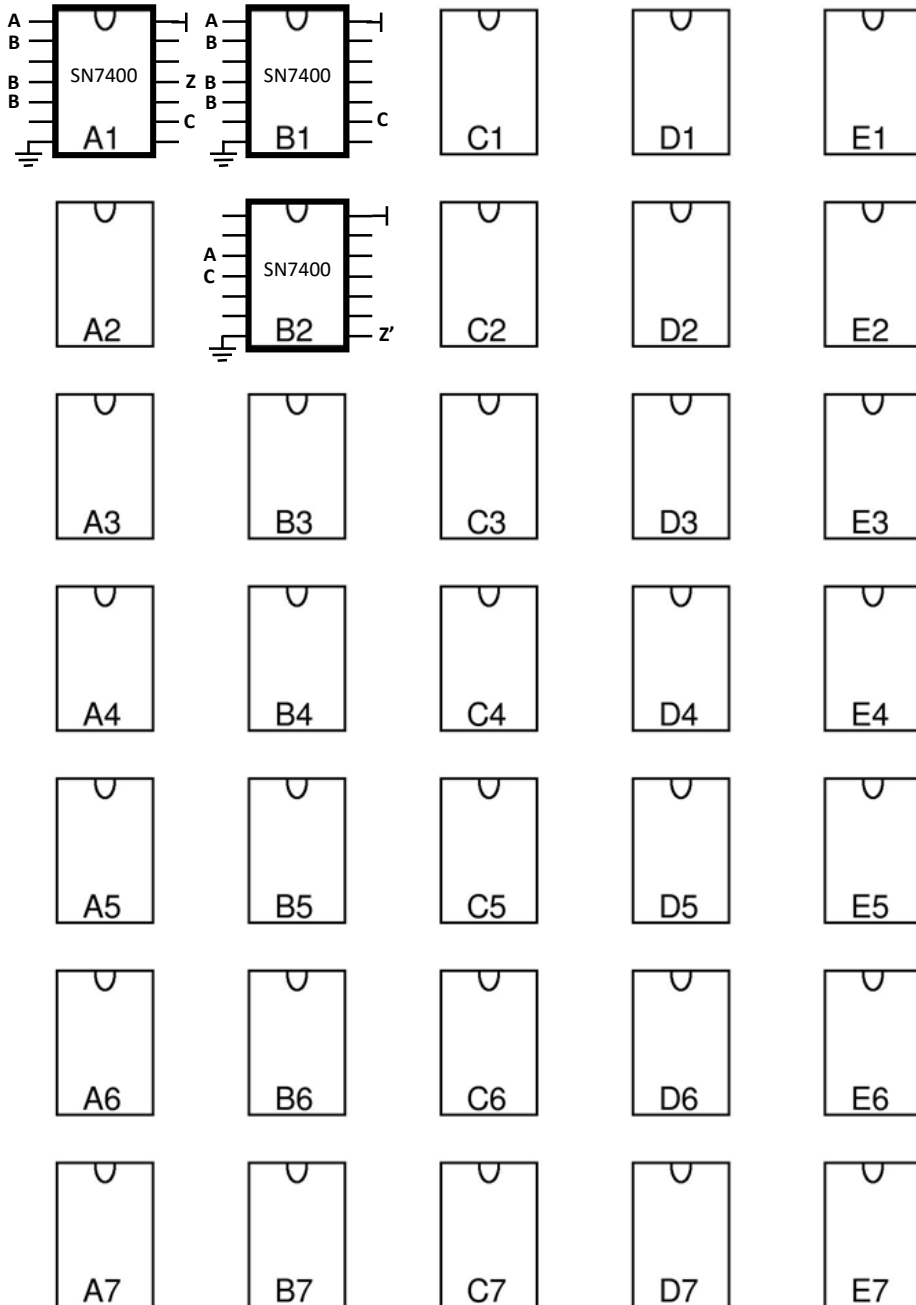 A A
B B
SN7400 SN7400
B Z B
B B
C C
A1 B1 C1 D1 E1
A
SN7400
C
A2 B2 Z' C2 D2 E2
A3 B3 C3 D3 E3
A4 B4 C4 D4 E4
A5 B5 C5 D5 E5
A6 B6 C6 D6 E6
A7 B7 C7 D7 E7